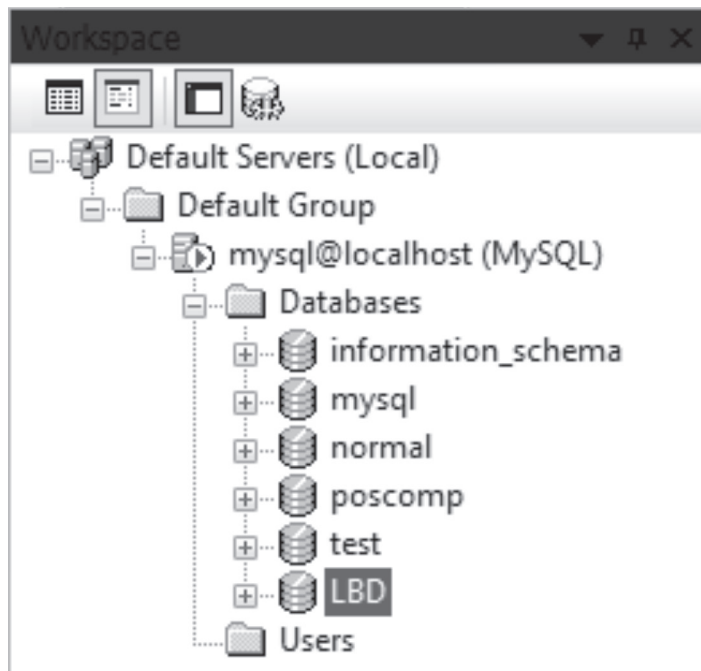 Workspace
Default Servers (Local)
Default Group
mysql@localhost (MySQL)
Databases
information_schema
mysql
normal
poscomp
test
LBD
Users